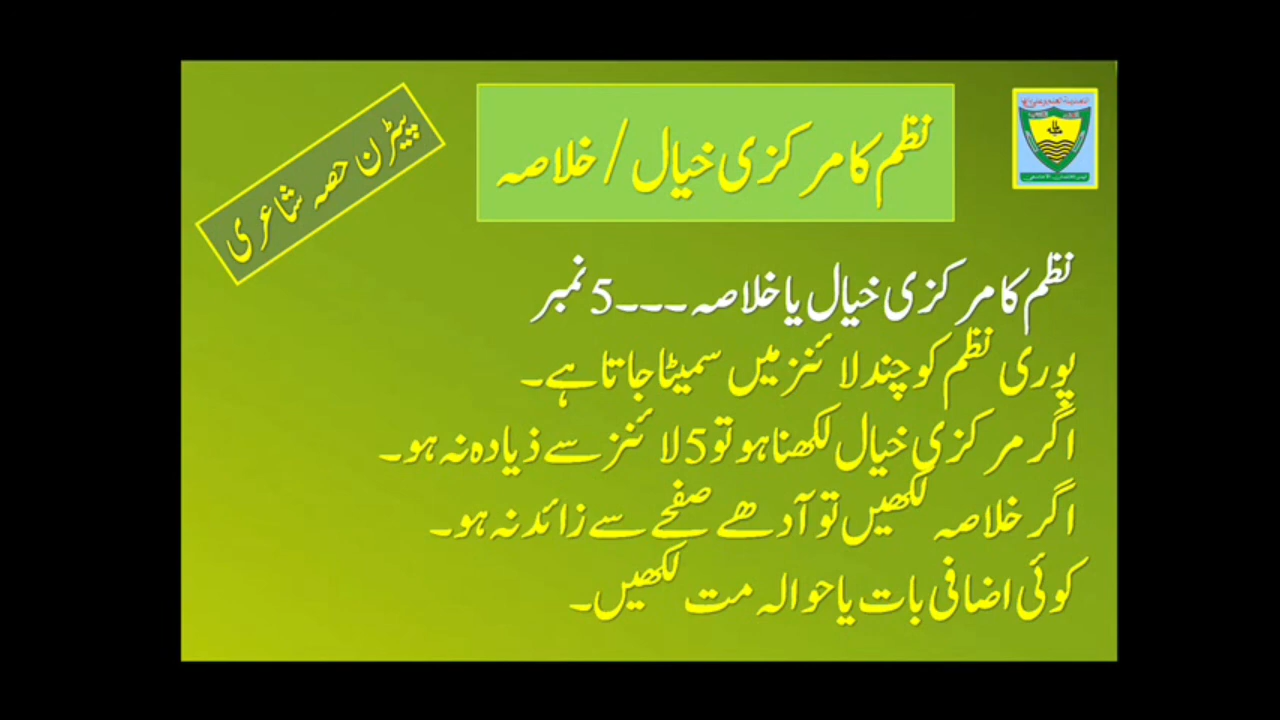 نظم کا مرکزی خیال / خلاصہ
پیٹرن حصہ شاعری
نظم کا مرکزی خیال یا خلاصہ ۔۔۔ 5 نمبر
پوری نظم کو چند لائنز میں سمیٹا جاتا ہے۔
اگر مرکزی خیال لکھنا ہو تو 5 لائنز سے ذیادہ نہ ہو۔
اگر خلاصہ لکھیں تو آدھے صفحے سے زائد نہ ہو۔
کوئی اضافی بات یا حوالہ مت لکھیں۔